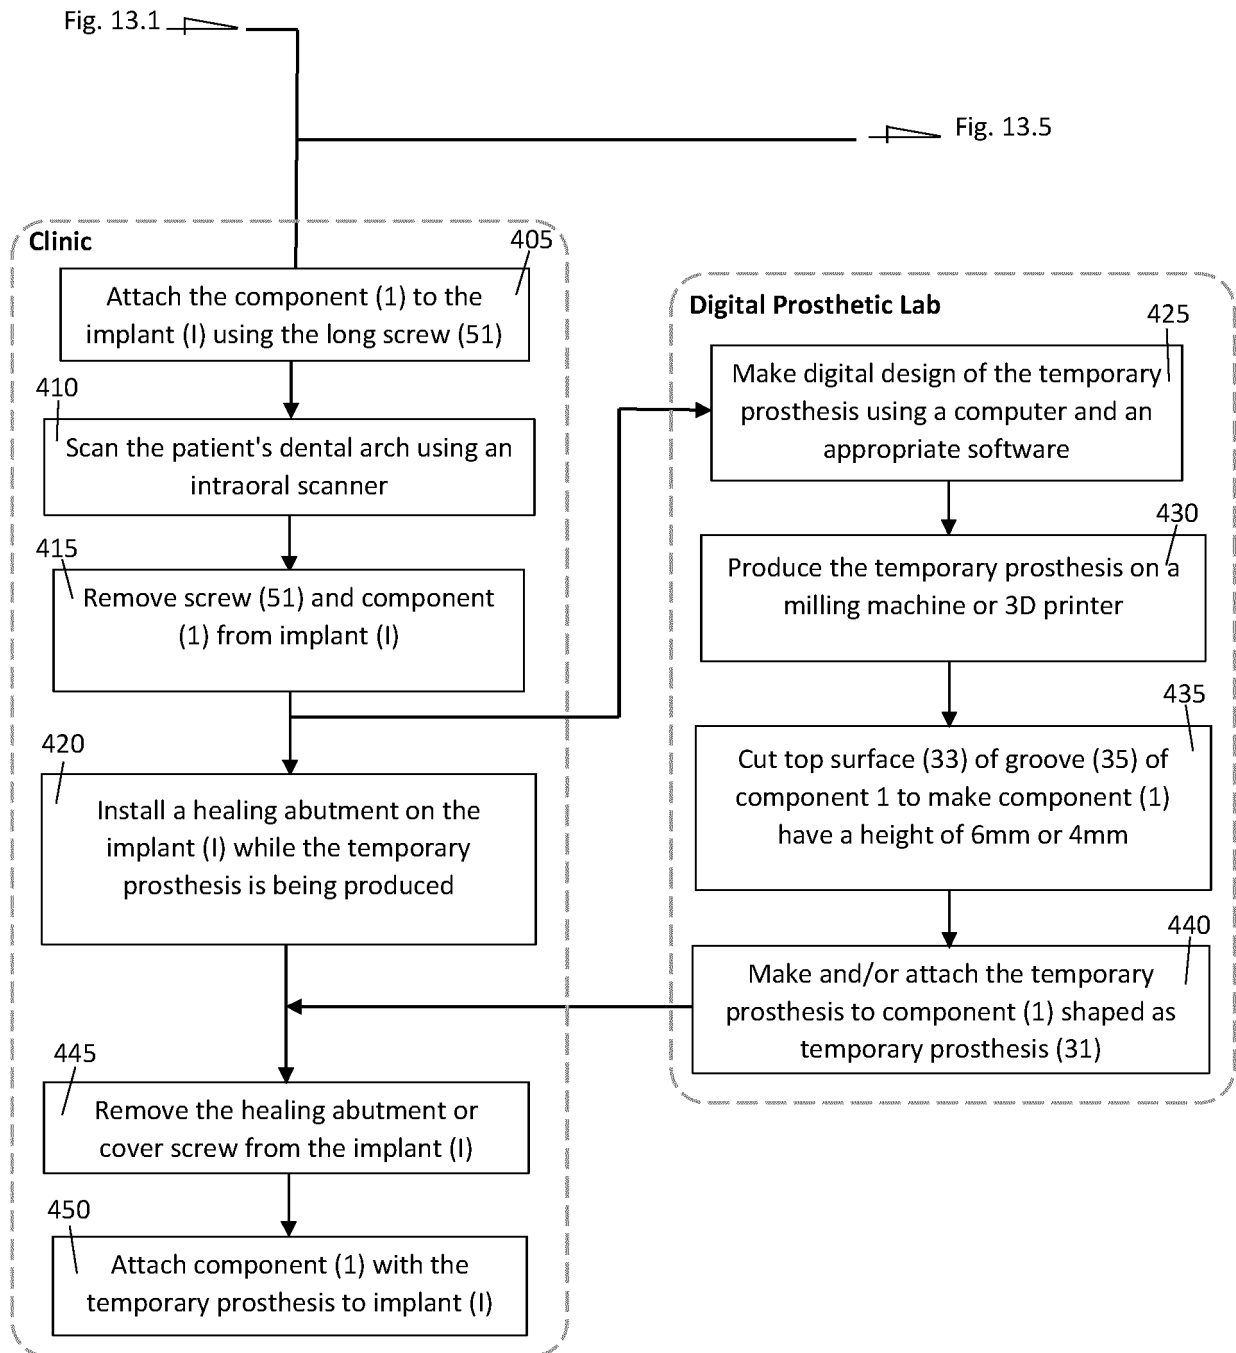 Fig. 13.1
Fig. 13.5
Clinic
405
Attach the component (1) to the
implant (I) using the long screw (51)
410
Scan the patient's dental arch using an
intraoral scanner
415
Remove screw (51) and component
(1) from implant (I)
420
Install a healing abutment on the
implant (I) while the temporary
prosthesis is being produced
445
Remove the healing abutment or
cover screw from the implant (I)
450
Attach component (1) with the
temporary prosthesis to implant (I)
Digital Prosthetic Lab
425
Make digital design of the temporary
prosthesis using a computer and an
appropriate software
430
Produce the temporary prosthesis on a
milling machine or 3D printer
435
Cut top surface (33) of groove (35) of
component 1 to make component (1)
have a height of 6mm or 4mm
440
Make and/or attach the temporary
prosthesis to component (1) shaped as
temporary prosthesis (31)